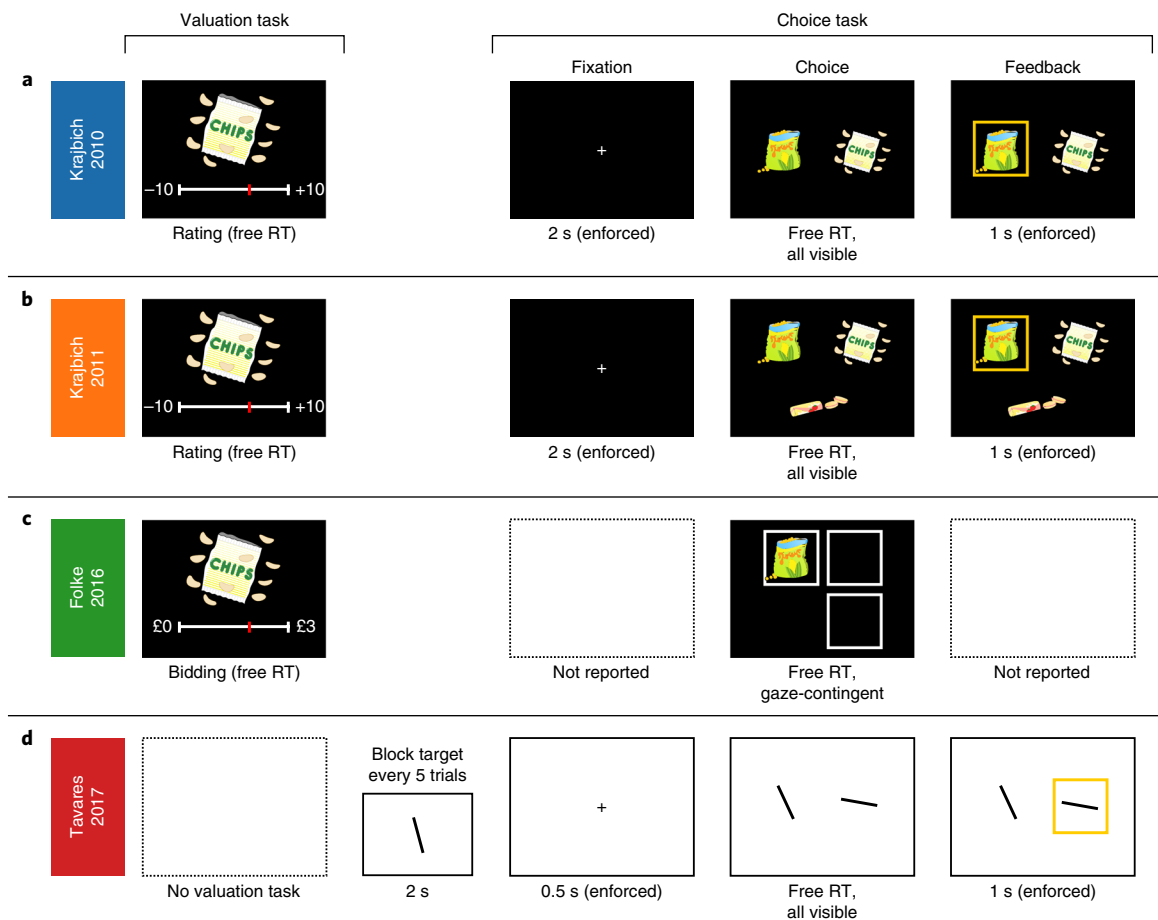 Valuation task
Choice task
Fixation
Choice
Feedback
a
Krajbich
2010
CHIPS
−10
+10
Rating (free RT)
+
2 s (enforced)
CHIPS
Free RT,
all visible
CHIPS
1 s (enforced)
b
Krajbich
2011
CHIPS
−10
+10
Rating (free RT)
+
2 s (enforced)
CHIPS
Free RT,
all visible
CHIPS
1 s (enforced)
c
Folke
2016
CHIPS
£0
£3
Bidding (free RT)
Not reported
Free RT,
gaze-contingent
Not reported
d
Tavares
2017
No valuation task
Block target
every 5 trials
2 s
+
0.5 s (enforced)
Free RT,
all visible
1 s (enforced)